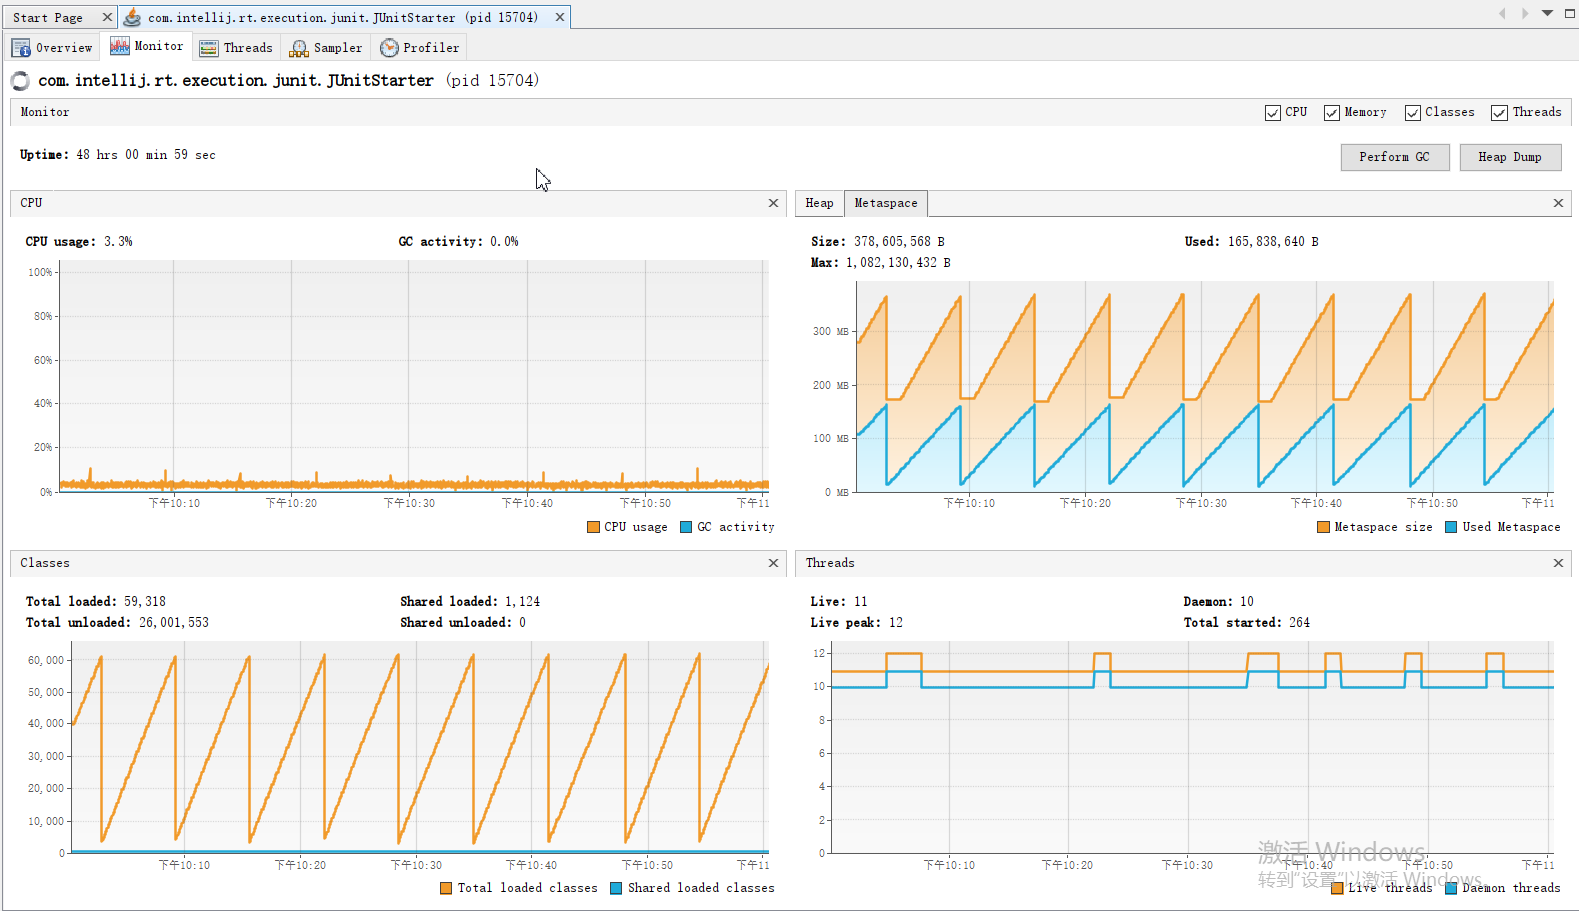 Start Page
com.intellij.rt.execution.junit.JUnitStarter (pid 15704)
Overview Monitor Threads Sampler Profiler
com.intellij.rt.execution.junit.JUnitStarter (pid 15704)
Monitor
CPU Memory Classes Threads
Uptime: 48 hrs 00 min 59 sec
Perform GC Heap Dump
CPU
CPU usage: 3.3% GC activity: 0.0%
100%
80%
60%
40%
20%
0%
下午10:10 下午10:20 下午10:30 下午10:40 下午10:50 下午11
CPU usage GC activity
Heap Metaspace
Size: 378,605,568 B Used: 165,838,640 B
Max: 1,082,130,432 B
300 MB
200 MB
100 MB
0 MB
下午10:10 下午10:20 下午10:30 下午10:40 下午10:50 下午11
Metaspace size Used Metaspace
Classes
Total loaded: 59,318 Shared loaded: 1,124
Total unloaded: 26,001,553 Shared unloaded: 0
60,000
50,000
40,000
30,000
20,000
10,000
0
下午10:10 下午10:20 下午10:30 下午10:40 下午10:50 下午11
Total loaded classes Shared loaded classes
Threads
Live: 11 Daemon: 10
Live peak: 12 Total started: 264
12
10
8
6
4
2
0
下午10:10 下午10:20 下午10:30 下午10:40 下午10:50 下午11
Live threads Daemon threads
激活 Windows
转到"设置"以激活 Windows。